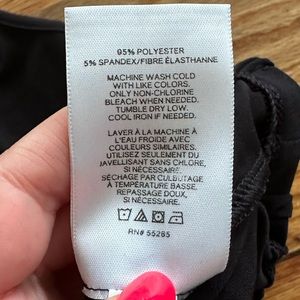 95% POLYESTER
5% SPANDEX/FIBRE ÉLASTHANNE
MACHINE WASH COLD
WITH LIKE COLORS.
ONLY NON-CHLORINE
BLEACH WHEN NEEDED.
TUMBLE DRY LOW.
COOL IRON IF NEEDED.
LAVER À LA MACHINE À
L'EAU FROIDE AVEC
COULEURS SIMILAIRES.
UTILISEZ SEULEMENT DU
JAVELLISANT SANS CHLORE,
SI NÉCESSAIRE.
SÉCHAGE PAR CULBUTAGE
À TEMPÉRATURE BASSE.
REPASSAGE DOUX,
SI NÉCESSAIRE.
RN# 55285